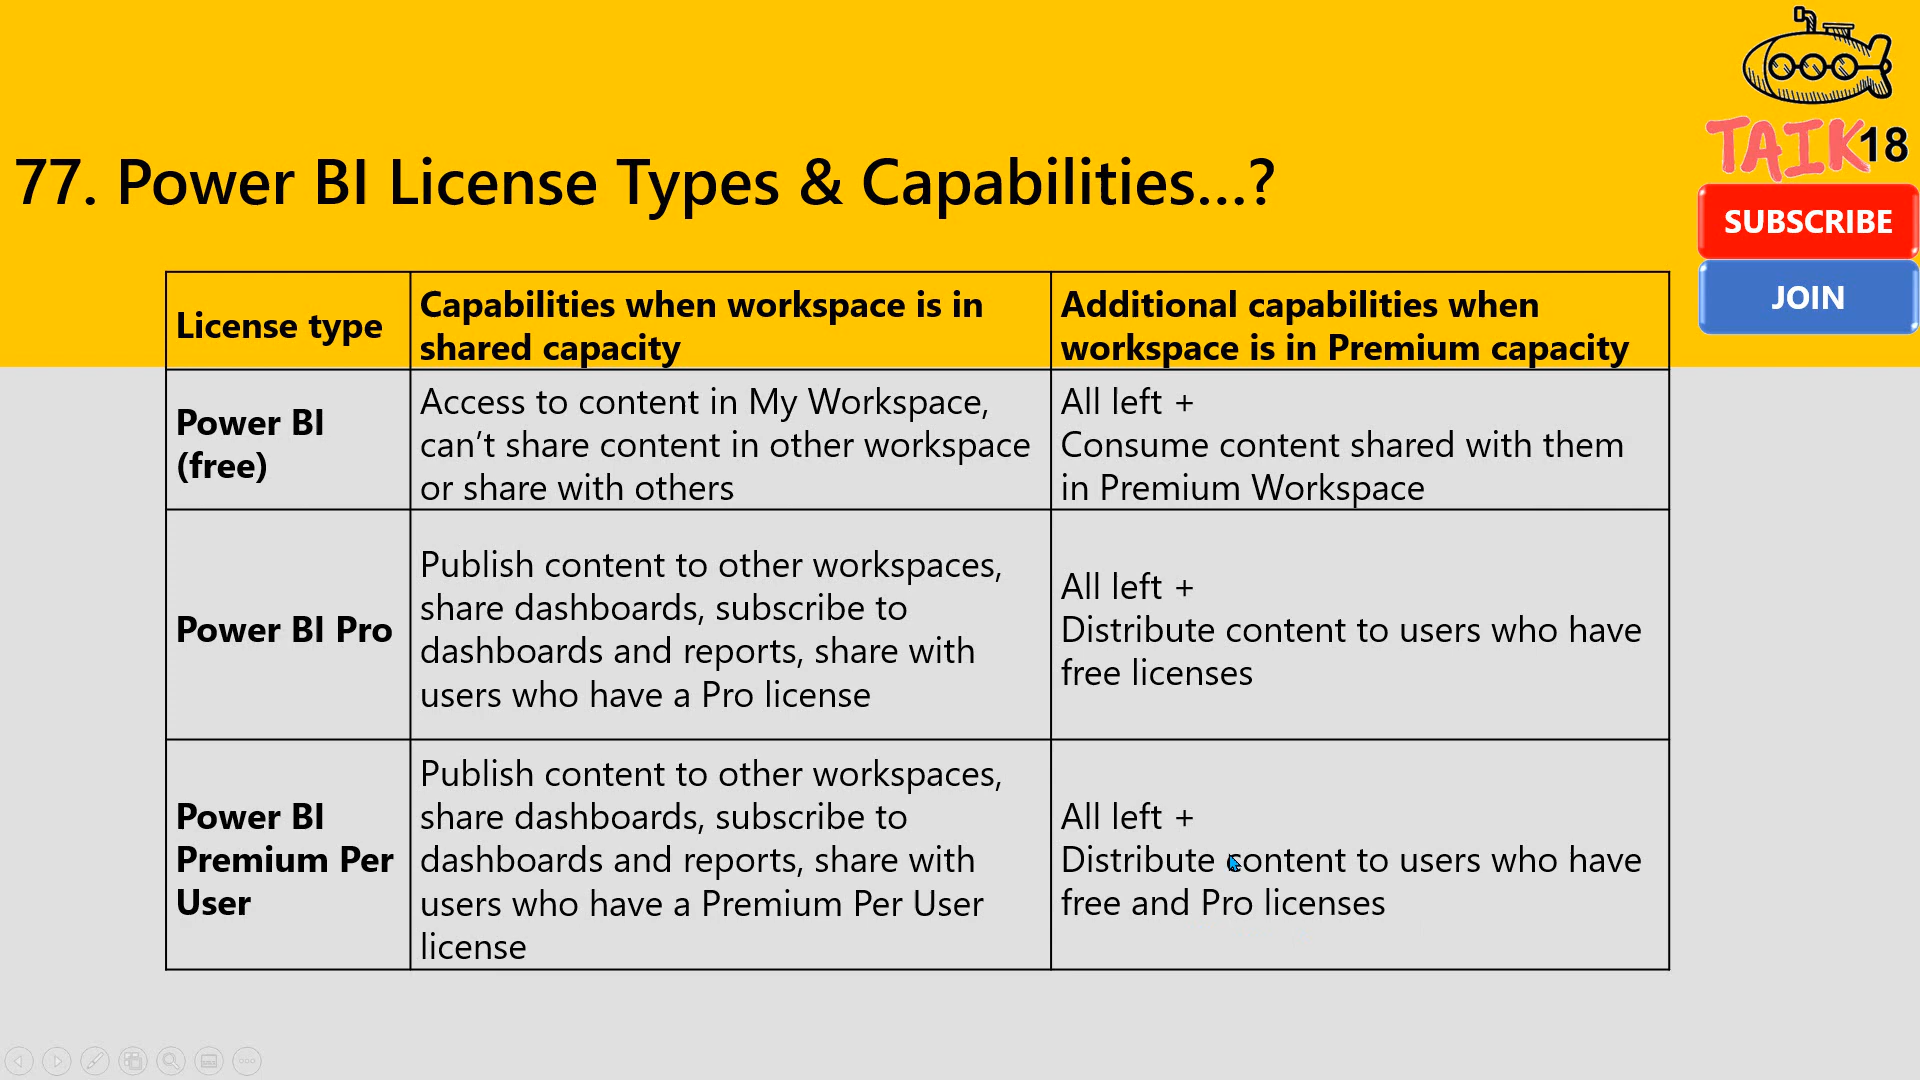 TAIK18
77. Power BI License Types & Capabilities...?
SUBSCRIBE
JOIN
License type
Capabilities when workspace is in
shared capacity
Additional capabilities when
workspace is in Premium capacity
Power BI
(free)
Access to content in My Workspace,
can’t share content in other workspace
or share with others
All left +
Consume content shared with them
in Premium Workspace
Power BI Pro
Publish content to other workspaces,
share dashboards, subscribe to
dashboards and reports, share with
users who have a Pro license
All left +
Distribute content to users who have
free licenses
Power BI
Premium Per
User
Publish content to other workspaces,
share dashboards, subscribe to
dashboards and reports, share with
users who have a Premium Per User
license
All left +
Distribute content to users who have
free and Pro licenses